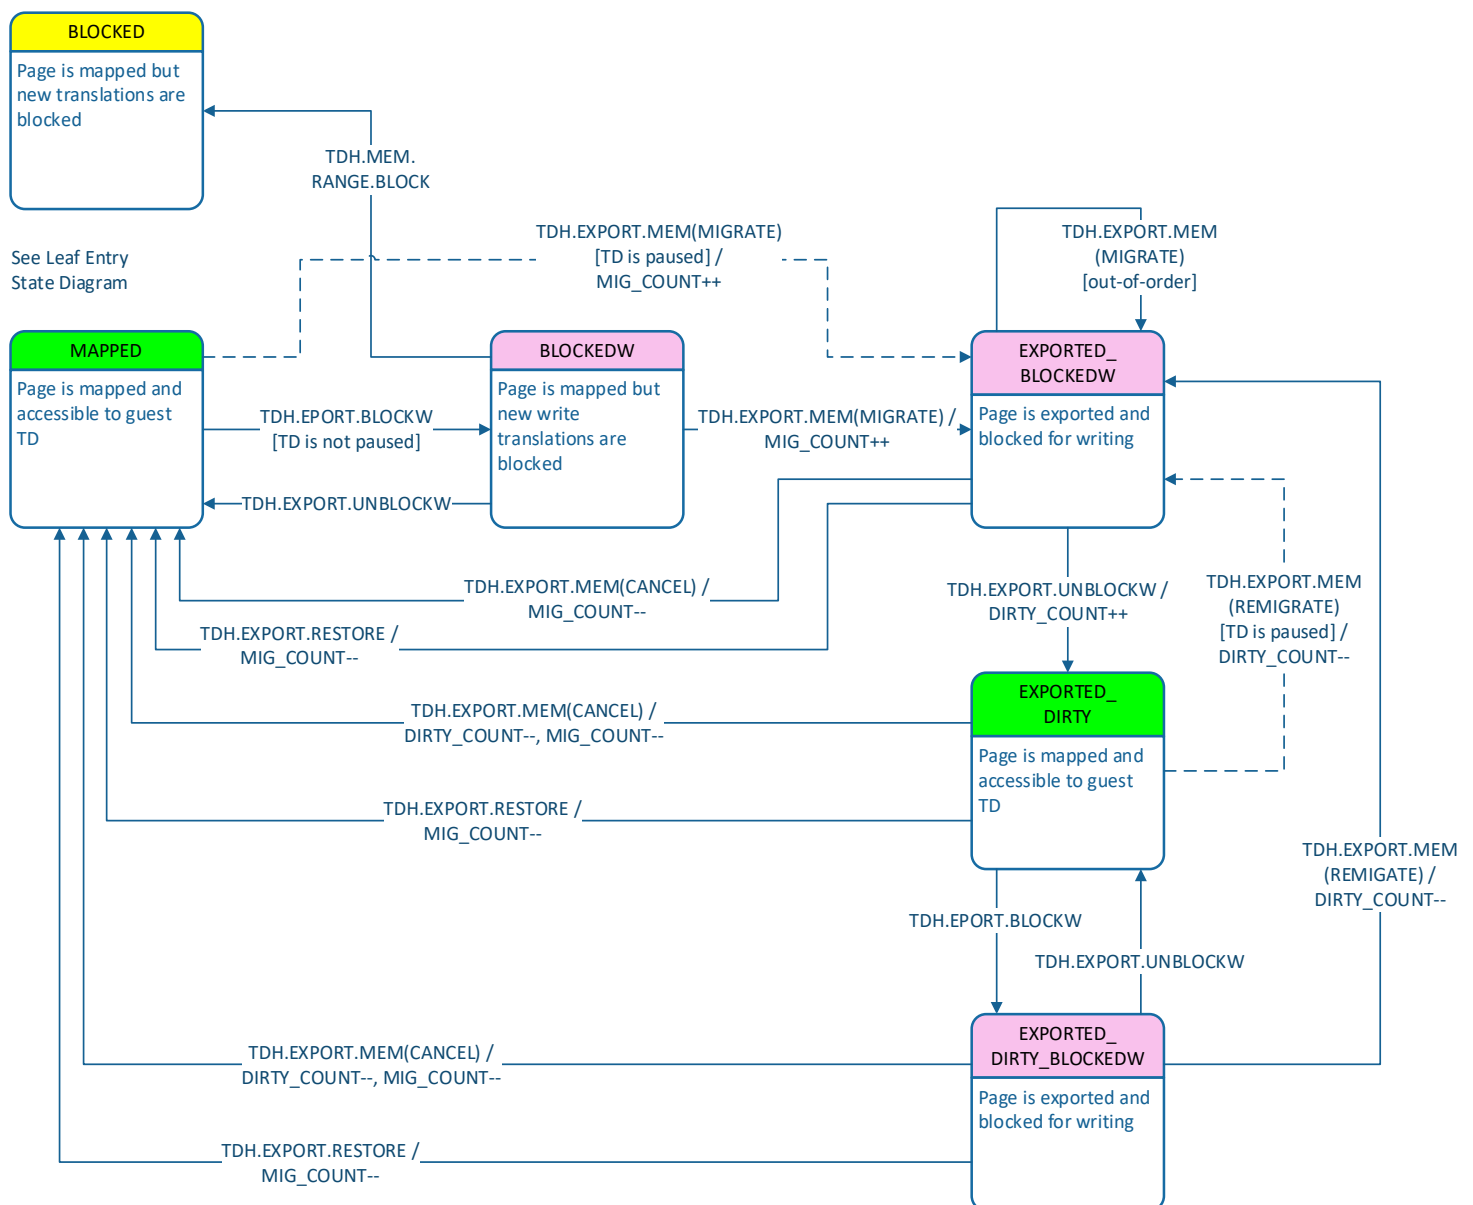 BLOCKED
Page is mapped but
new translations are
blocked
TDH.MEM.
RANGE.BLOCK
See Leaf Entry
State Diagram
TDH.EXPORT.MEM(MIGRATE)
[TD is paused] /
MIG_COUNT++
TDH.EXPORT.MEM
(MIGRATE)
[out-of-order]
MAPPED
Page is mapped and
accessible to guest
TD
TDH.EPORT.BLOCKW
[TD is not paused]
TDH.EXPORT.UNBLOCKW
BLOCKEDW
Page is mapped but
new write
translations are
blocked
TDH.EXPORT.MEM(MIGRATE) /
MIG_COUNT++
EXPORTED_
BLOCKEDW
Page is exported and
blocked for writing
TDH.EXPORT.MEM(CANCEL) /
MIG_COUNT--
TDH.EXPORT.RESTORE /
MIG_COUNT--
TDH.EXPORT.UNBLOCKW /
DIRTY_COUNT++
TDH.EXPORT.MEM
(REMIGRATE)
[TD is paused] /
DIRTY_COUNT--
EXPORTED_
DIRTY
Page is mapped and
accessible to guest
TD
TDH.EXPORT.MEM(CANCEL) /
DIRTY_COUNT--, MIG_COUNT--
TDH.EXPORT.RESTORE /
MIG_COUNT--
TDH.EXPORT.MEM
(REMIGATE) /
DIRTY_COUNT--
TDH.EPORT.BLOCKW
TDH.EXPORT.UNBLOCKW
EXPORTED_
DIRTY_BLOCKEDW
Page is exported and
blocked for writing
TDH.EXPORT.MEM(CANCEL) /
DIRTY_COUNT--, MIG_COUNT--
TDH.EXPORT.RESTORE /
MIG_COUNT--